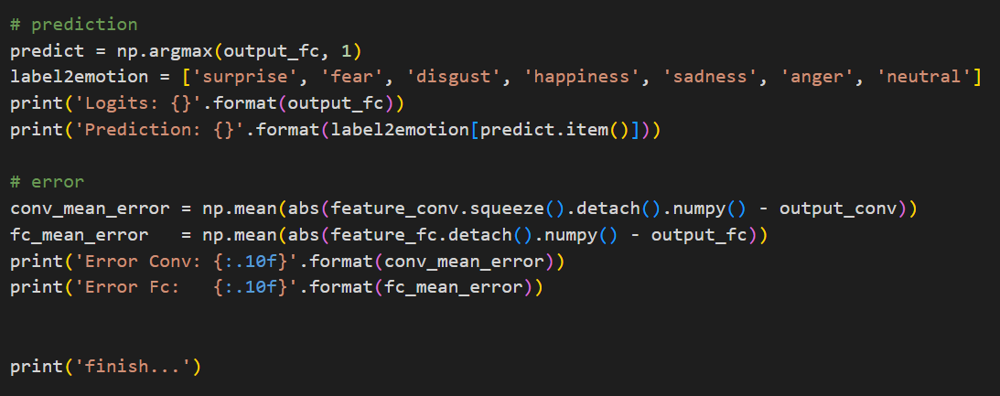 # prediction
predict = np.argmax(output_fc, 1)
label2emotion = ['surprise', 'fear', 'disgust', 'happiness', 'sadness', 'anger', 'neutral']
print('Logits: {}'.format(output_fc))
print('Prediction: {}'.format(label2emotion[predict.item()]))

# error
conv_mean_error = np.mean(abs(feature_conv.squeeze().detach().numpy() - output_conv))
fc_mean_error   = np.mean(abs(feature_fc.detach().numpy() - output_fc))
print('Error Conv: {:.10f}'.format(conv_mean_error))
print('Error Fc:   {:.10f}'.format(fc_mean_error))


print('finish...')